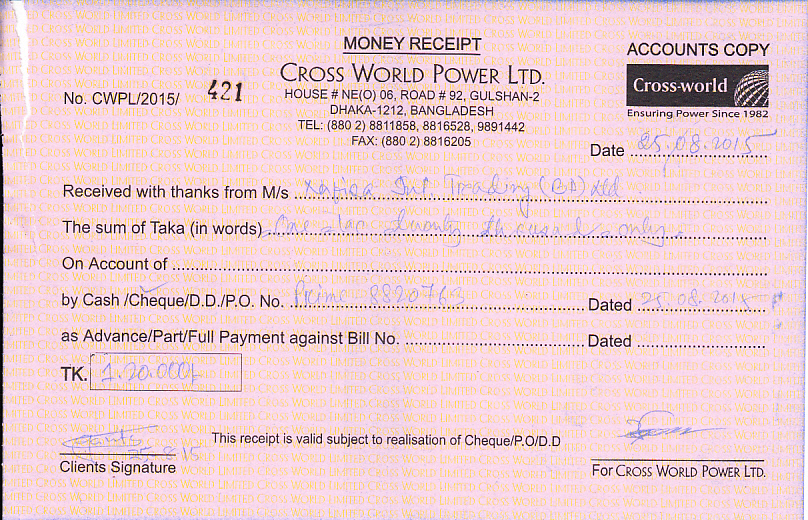 MONEY RECEIPT
ACCOUNTS COPY
CROSS WORLD POWER LTD.
HOUSE # NE(O) 06, ROAD # 92, GULSHAN-2
DHAKA-1212, BANGLADESH
TEL: (880 2) 8811858, 8816528, 9891442
FAX: (880 2) 8816205
Cross-world
Ensuring Power Since 1982
No. CWPL/2015/ 421
Date 25.08.2015
Received with thanks from M/s Int. Trading (BD) Ltd
The sum of Taka (in words) One lac twenty thousand only.
On Account of
by Cash /Cheque/D.D./P.O. No. Prime 8820763 Dated 25.08.2015
as Advance/Part/Full Payment against Bill No. Dated
TK. 1.20.000/-
25.8.15
Clients Signature
This receipt is valid subject to realisation of Cheque/P.O/D.D
For CROSS WORLD POWER LTD.